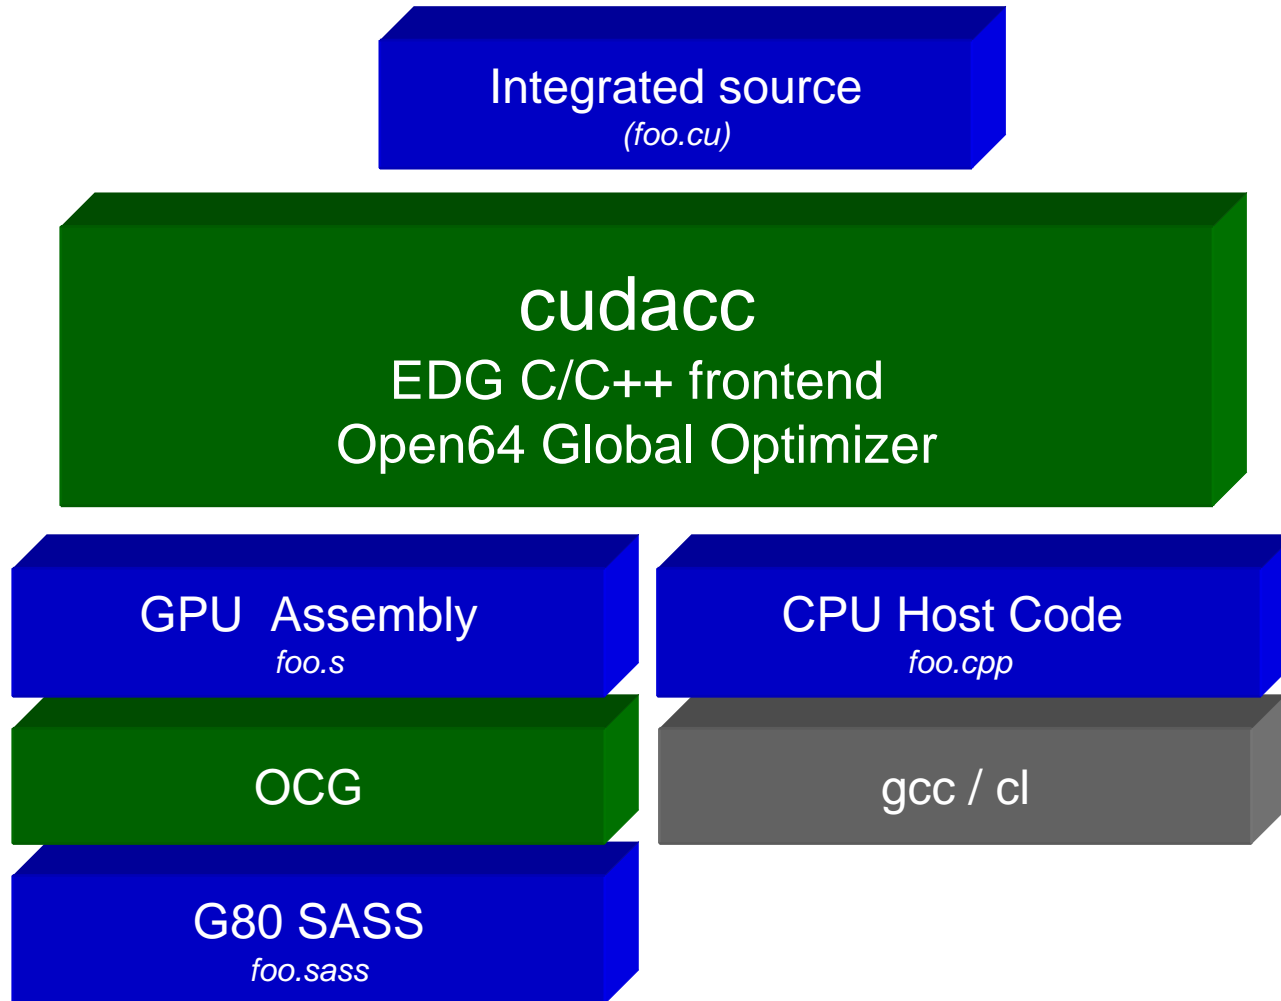 Integrated source
(foo.cu)
cudacc
EDG C/C++ frontend
Open64 Global Optimizer
GPU  Assembly
foo.s
CPU Host Code
foo.cpp
OCG
gcc / cl
G80 SASS
foo.sass